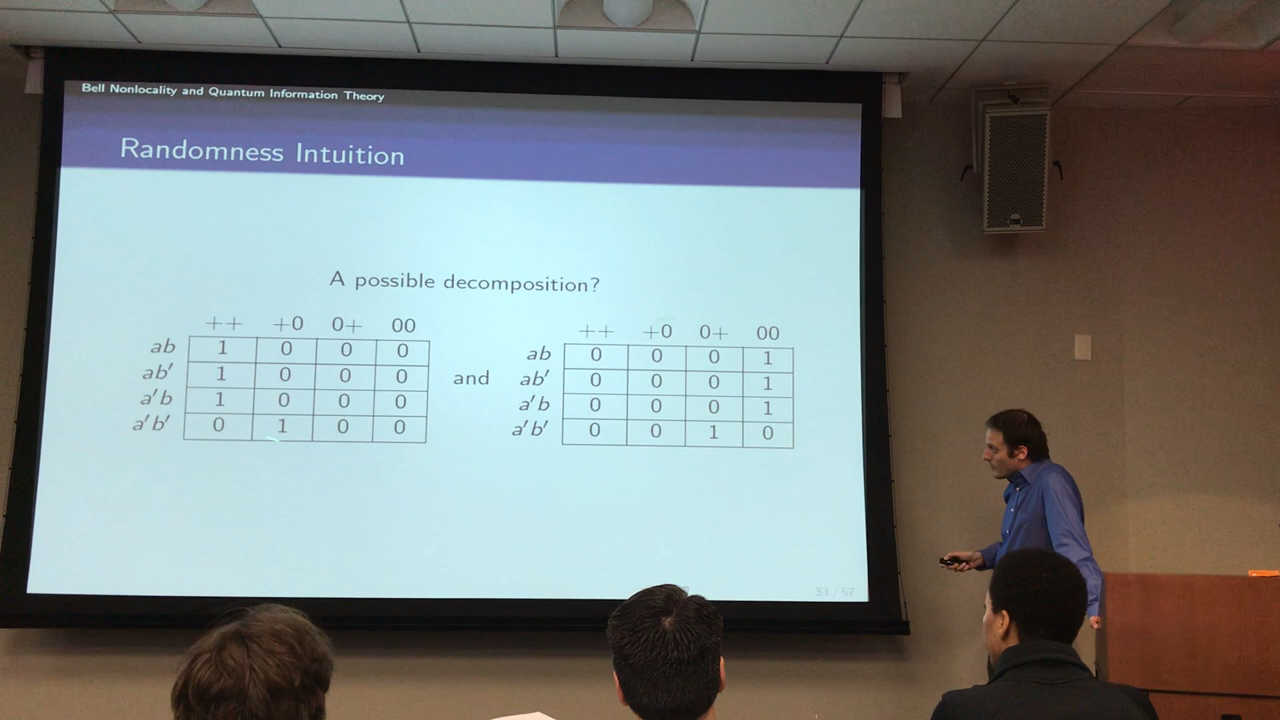 Bell Nonlocality and Quantum Information Theory
Randomness Intuition
A possible decomposition?
++ +0 0+ 00
ab 1 0 0 0
ab′ 1 0 0 0
a′b 1 0 0 0
a′b′ 0 1 0 0
and
++ +0 0+ 00
ab 0 0 0 1
ab′ 0 0 0 1
a′b 0 0 0 1
a′b′ 0 0 1 0
33 / 57